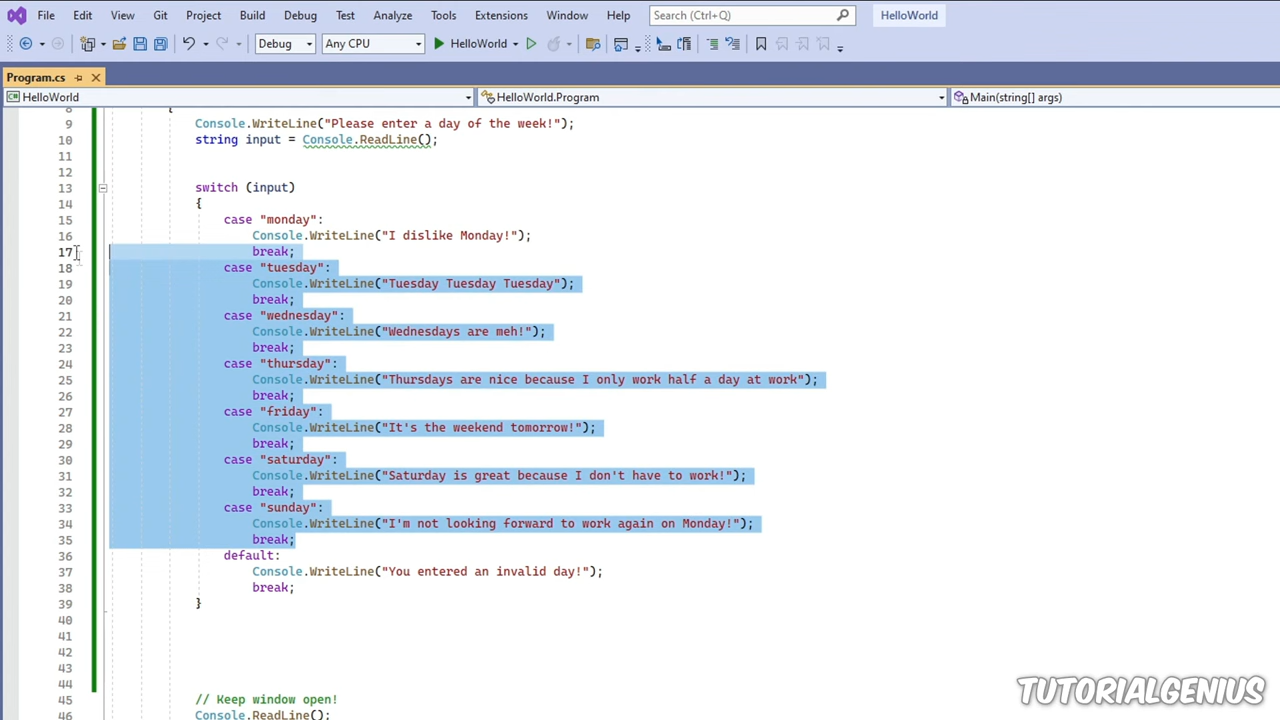 File Edit View Git Project Build Debug Test Analyze Tools Extensions Window Help Search (Ctrl+Q) HelloWorld
Debug Any CPU HelloWorld
Program.cs
HelloWorld HelloWorld.Program Main(string[] args)
8 {
9 Console.WriteLine("Please enter a day of the week!");
10 string input = Console.ReadLine();
11
12
13 switch (input)
14 {
15 case "monday":
16 Console.WriteLine("I dislike Monday!");
17 break;
18 case "tuesday":
19 Console.WriteLine("Tuesday Tuesday Tuesday");
20 break;
21 case "wednesday":
22 Console.WriteLine("Wednesdays are meh!");
23 break;
24 case "thursday":
25 Console.WriteLine("Thursdays are nice because I only work half a day at work");
26 break;
27 case "friday":
28 Console.WriteLine("It's the weekend tomorrow!");
29 break;
30 case "saturday":
31 Console.WriteLine("Saturday is great because I don't have to work!");
32 break;
33 case "sunday":
34 Console.WriteLine("I'm not looking forward to work again on Monday!");
35 break;
36 default:
37 Console.WriteLine("You entered an invalid day!");
38 break;
39 }
40
41
42
43
44
45 // Keep window open!
46 Console.ReadLine();
TUTORIALGENIUS